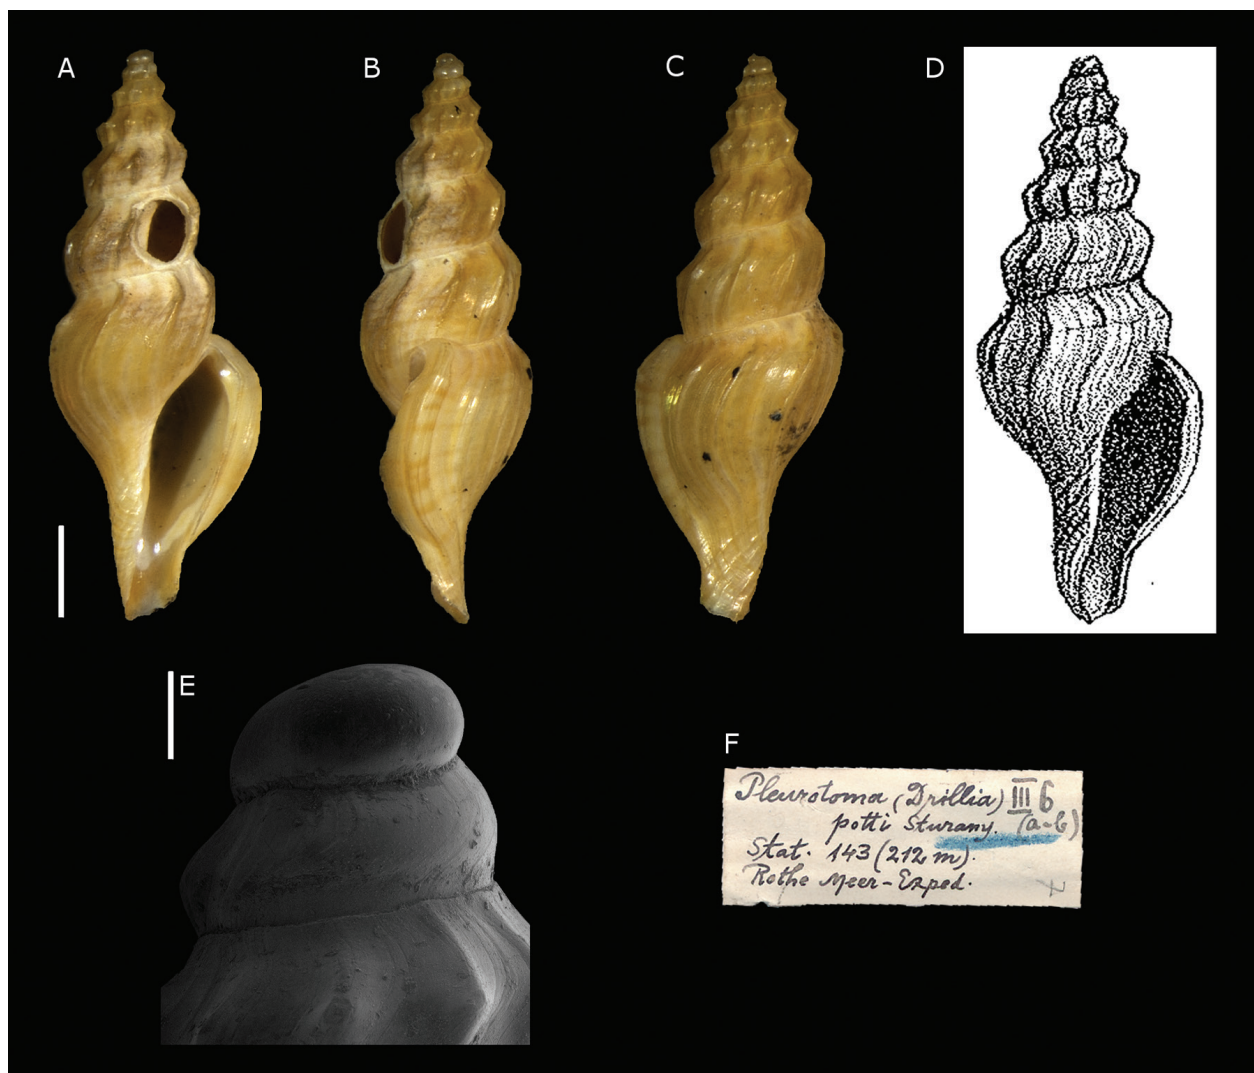 A
B
C
D
E
F
Pleurotoma (Drillia) III 6
potti Sturany. (a-b)
Stat. 143 (212 m).
Rothe Meer-Exped.